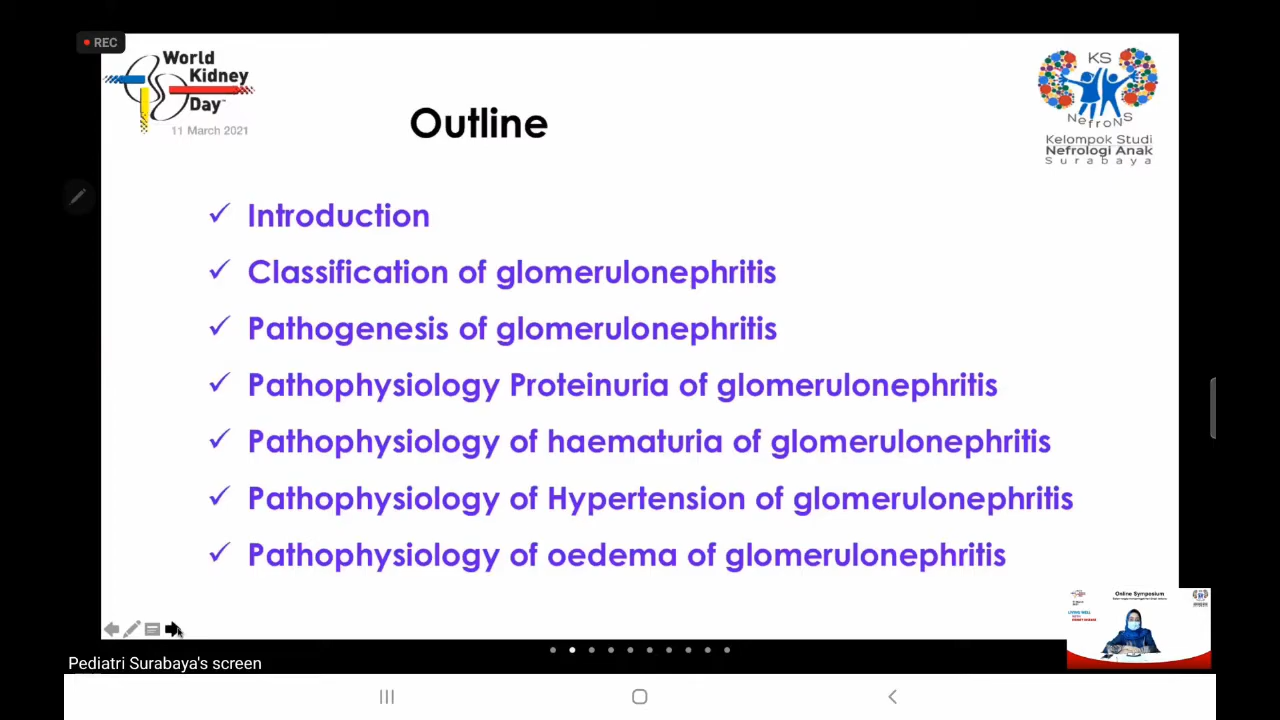 REC
World
Kidney
Day
11 March 2021
KS
NefroNS
Kelompok Studi
Nefrologi Anak
Surabaya
Outline
✓ Introduction
✓ Classification of glomerulonephritis
✓ Pathogenesis of glomerulonephritis
✓ Pathophysiology Proteinuria of glomerulonephritis
✓ Pathophysiology of haematuria of glomerulonephritis
✓ Pathophysiology of Hypertension of glomerulonephritis
✓ Pathophysiology of oedema of glomerulonephritis
Online Symposium
LIVING WELL
Pediatri Surabaya's screen